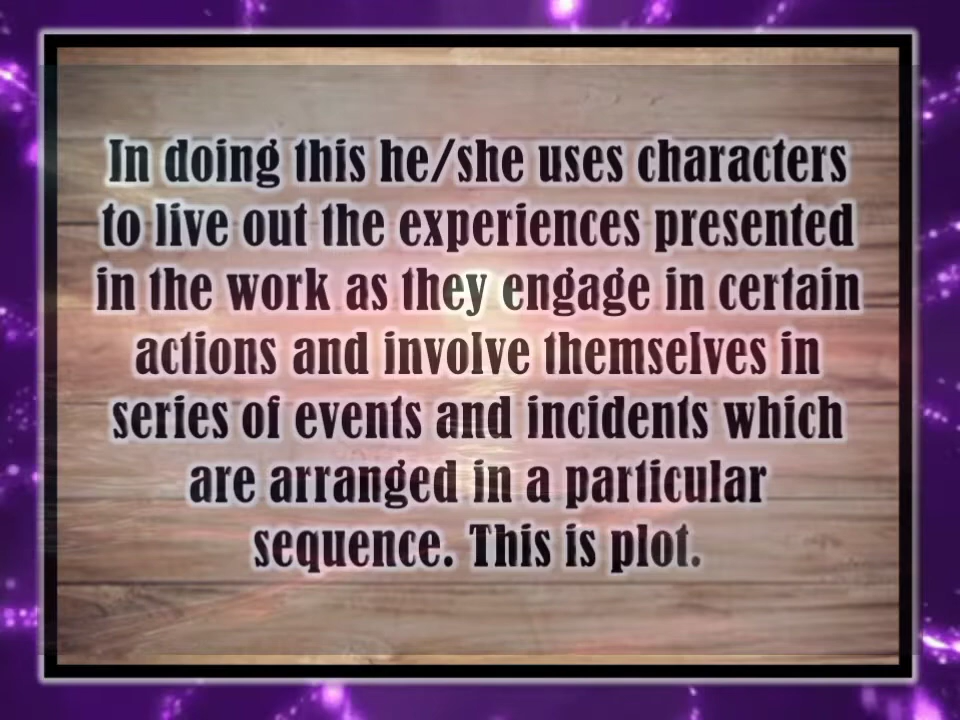 In doing this he/she uses characters
to live out the experiences presented
in the work as they engage in certain
actions and involve themselves in
series of events and incidents which
are arranged in a particular
sequence. This is plot.